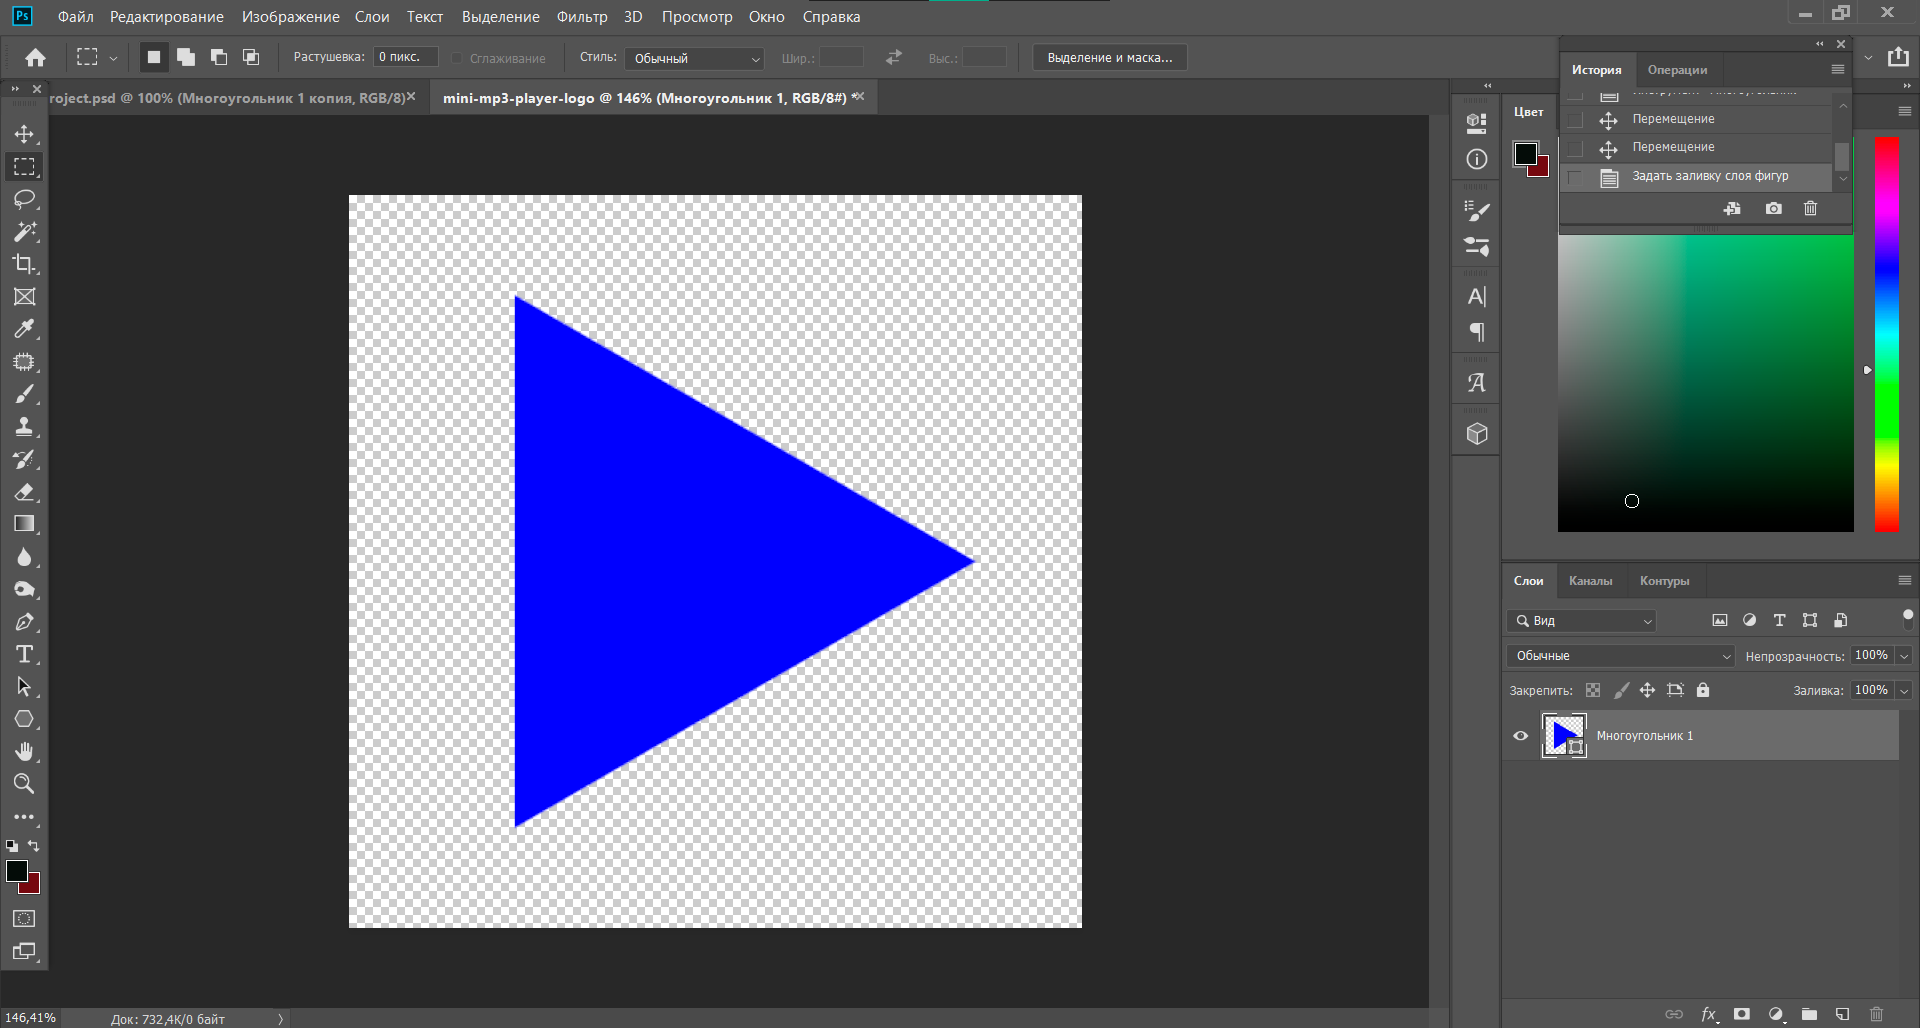 Ps Файл Редактирование Изображение Слои Текст Выделение Фильтр 3D Просмотр Окно Справка
Растушевка: 0 пикс. Сглаживание Стиль: Обычный Шир.: Выс.: Выделение и маска...
История Операции
roject.psd @ 100% (Многоугольник 1 копия, RGB/8)
mini-mp3-player-logo @ 146% (Многоугольник 1, RGB/8#) *
Цвет
Перемещение
Перемещение
Задать заливку слоя фигур
Слои Каналы Контуры
Вид
Обычные Непрозрачность: 100%
Закрепить: Заливка: 100%
Многоугольник 1
146,41% Док: 732,4K/0 байт
fx